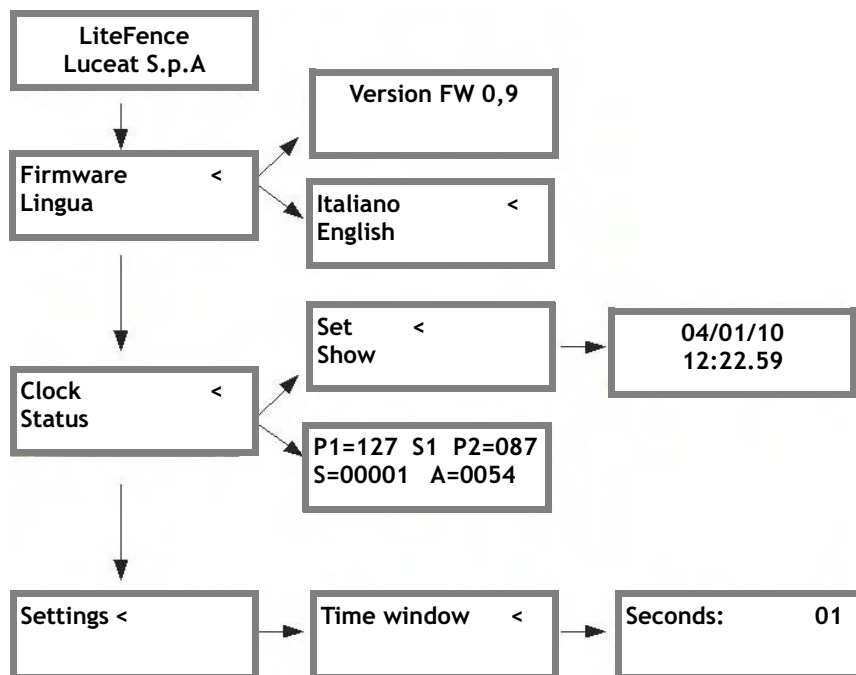 LiteFence
Luceat S.p.A
Version FW 0,9
Firmware <
Lingua
Italiano <
English
Set <
Show
04/01/10
12:22.59
Clock <
Status
P1=127 S1 P2=087
S=00001 A=0054
Settings <
Time window <
Seconds: 01